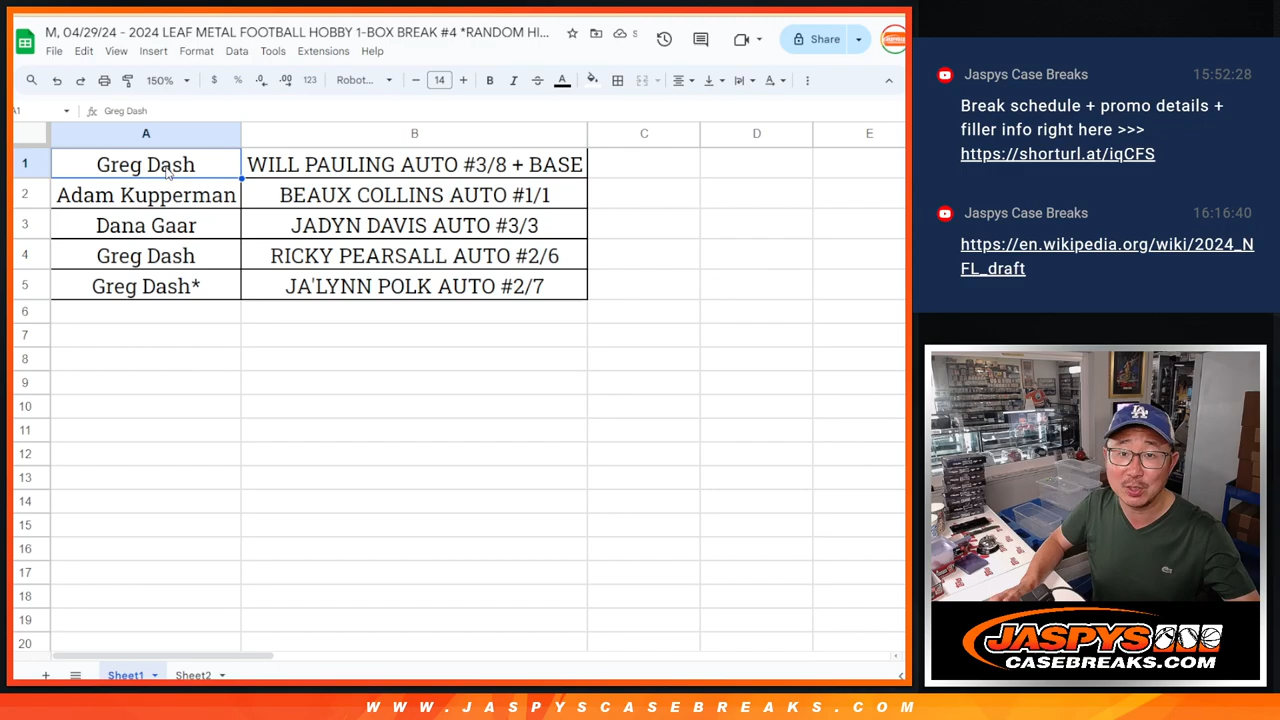 M, 04/29/24 - 2024 LEAF METAL FOOTBALL HOBBY 1-BOX BREAK #4 *RANDOM HI...
Share
File Edit View Insert Format Data Tools Extensions Help
150% $ % .0 .00 123 Robot... − 14 + B I S A
A1 fx Greg Dash
A B C D E
1 Greg Dash WILL PAULING AUTO #3/8 + BASE
2 Adam Kupperman BEAUX COLLINS AUTO #1/1
3 Dana Gaar JADYN DAVIS AUTO #3/3
4 Greg Dash RICKY PEARSALL AUTO #2/6
5 Greg Dash* JA'LYNN POLK AUTO #2/7
6
7
8
9
10
11
12
13
14
15
16
17
18
19
20
Sheet1 Sheet2
Jaspys Case Breaks 15:52:28
Break schedule + promo details +
filler info right here >>>
https://shorturl.at/iqCFS
Jaspys Case Breaks 16:16:40
https://en.wikipedia.org/wiki/2024_N
FL_draft
LA
JASPYS
CASEBREAKS.COM
WWW.JASPYSCASEBREAKS.COM